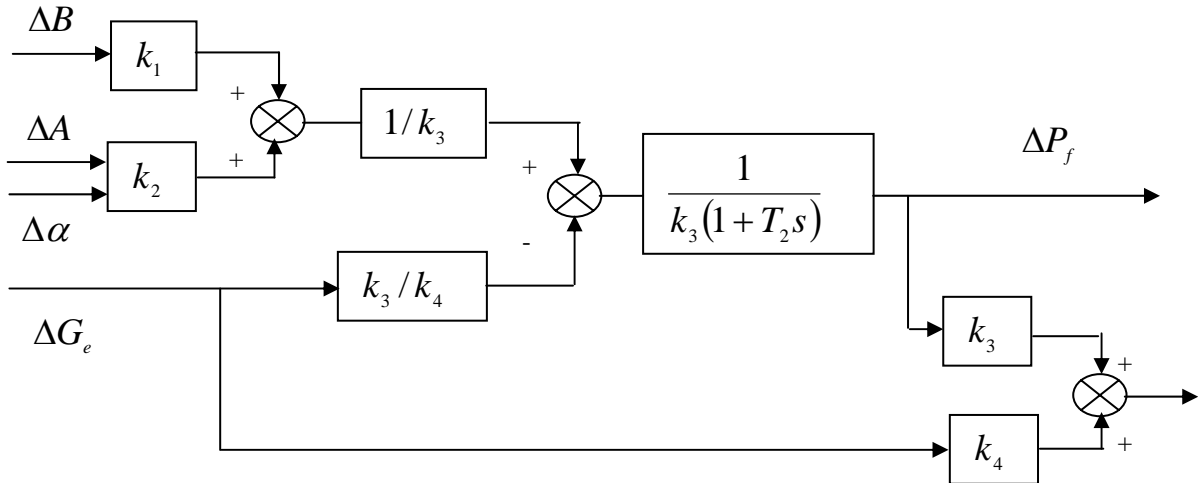 ΔB
k₁
+
1/k₃
ΔA
+
k₂
Δα
+
-
1
k₃(1 + T₂s)
ΔP_f
k₃/k₄
ΔG_e
k₃
+
+
k₄